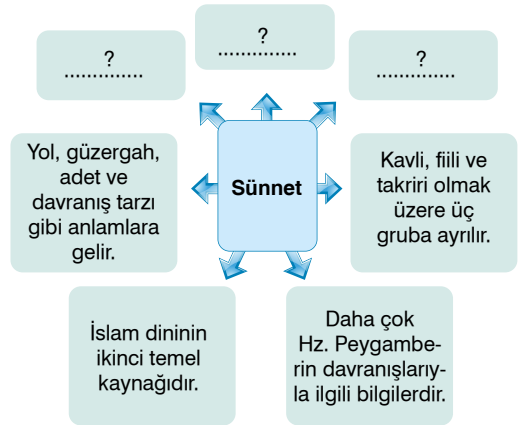 ?
..............
?
..............
?
..............
Yol, güzergah,
adet ve
davranış tarzı
gibi anlamlara
gelir.
Sünnet
Kavli, fiili ve
takriri olmak
üzere üç
gruba ayrılır.
İslam dininin
ikinci temel
kaynağıdır.
Daha çok
Hz. Peygambe-
rin davranışlarıy-
la ilgili bilgilerdir.